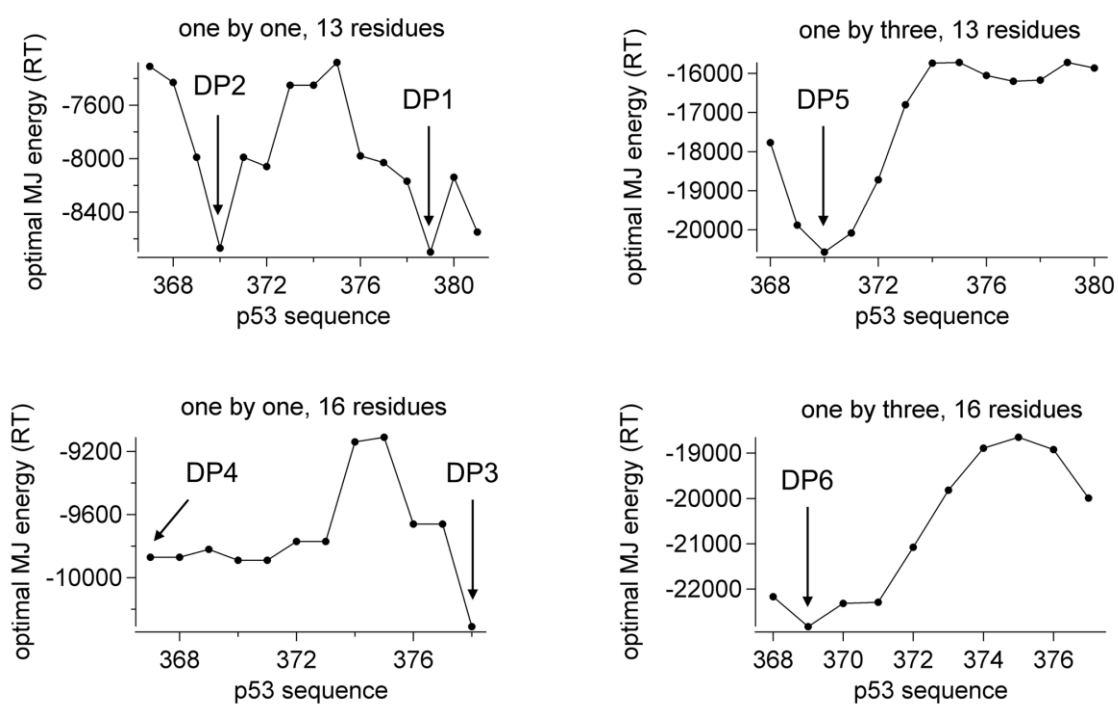 one by one, 13 residues
optimal MJ energy (RT)
-7600
-8000
-8400
DP2
DP1
368
372
376
380
p53 sequence
one by three, 13 residues
optimal MJ energy (RT)
-16000
-17000
-18000
-19000
-20000
DP5
368
370
372
374
376
378
380
p53 sequence
one by one, 16 residues
optimal MJ energy (RT)
-9200
-9600
-10000
DP4
DP3
368
372
376
p53 sequence
one by three, 16 residues
optimal MJ energy (RT)
-19000
-20000
-21000
-22000
DP6
368
370
372
374
376
p53 sequence